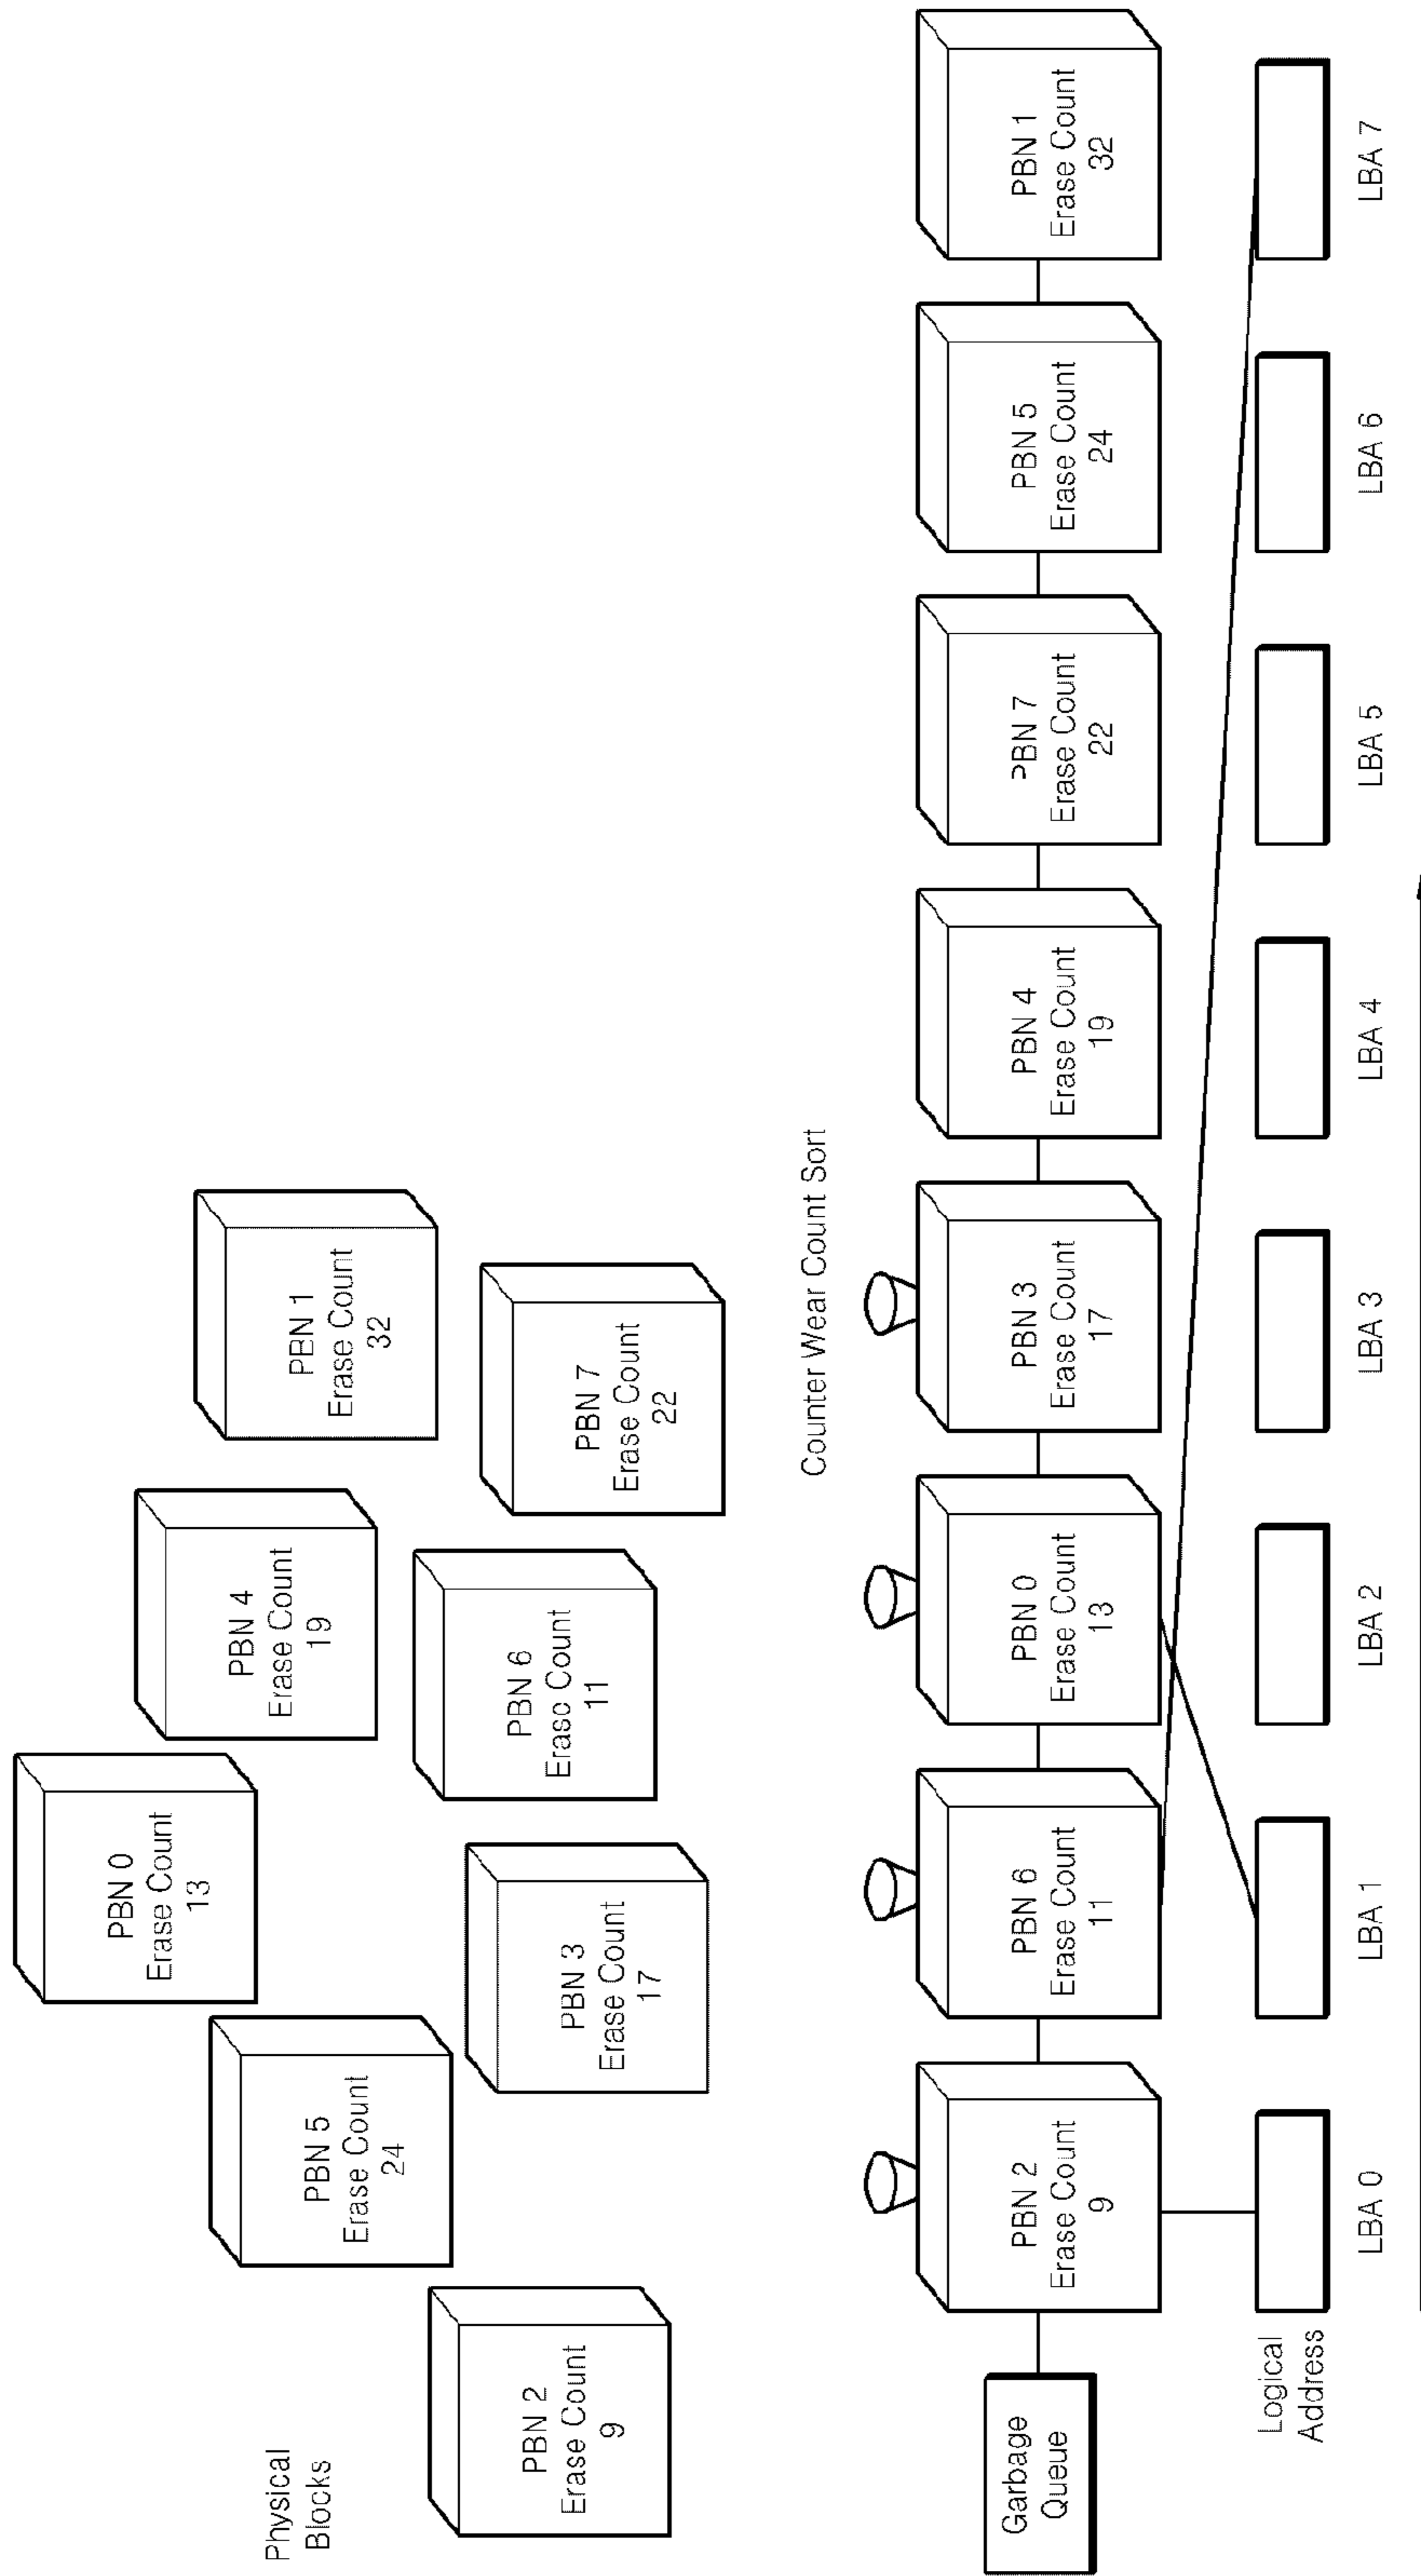 Physical
Blocks
PBN 0
Erase Count
13
PBN 4
Erase Count
19
PBN 1
Erase Count
32
PBN 5
Erase Count
24
PBN 2
Erase Count
9
PBN 3
Erase Count
17
PBN 6
Erase Count
11
PBN 7
Erase Count
22
Counter Wear Count Sort
Garbage
Queue
PBN 2
Erase Count
9
PBN 6
Erase Count
11
PBN 0
Erase Count
13
PBN 3
Erase Count
17
PBN 4
Erase Count
19
PBN 7
Erase Count
22
PBN 5
Erase Count
24
PBN 1
Erase Count
32
Logical
Address
LBA 0
LBA 1
LBA 2
LBA 3
LBA 4
LBA 5
LBA 6
LBA 7